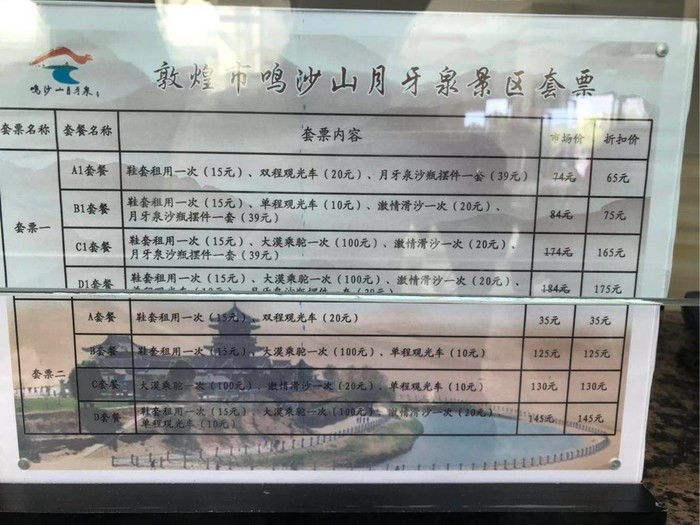 鸣沙山月牙泉
敦煌市鸣沙山月牙泉景区套票
套票名称 套餐名称 套票内容 市场价 折扣价
套票一
A1套餐 鞋套租用一次（15元）、双程观光车（20元）、月牙泉沙瓶摆件一套（39元） 74元 65元
B1套餐 鞋套租用一次（15元）、单程观光车（10元）、激情滑沙一次（20元）、
月牙泉沙瓶摆件一套（39元） 84元 75元
C1套餐 鞋套租用一次（15元）、大漠乘驼一次（100元）、激情滑沙一次（20元）、
月牙泉沙瓶摆件一套（39元） 174元 165元
D1套餐 鞋套租用一次（15元）、大漠乘驼一次（100元）、激情滑沙一次（20元）、
184元 175元
套票二
A套餐 鞋套租用一次（15元）、双程观光车（20元） 35元 35元
B套餐 鞋套租用一次（15元）、大漠乘驼一次（100元）、单程观光车（10元） 125元 125元
C套餐 大漠乘驼一次（100元）、激情滑沙一次（20元）、单程观光车（10元） 130元 130元
D套餐 鞋套租用一次（15元）、大漠乘驼一次（100元）、激情滑沙一次（20元）、
单程观光车（10元） 145元 145元